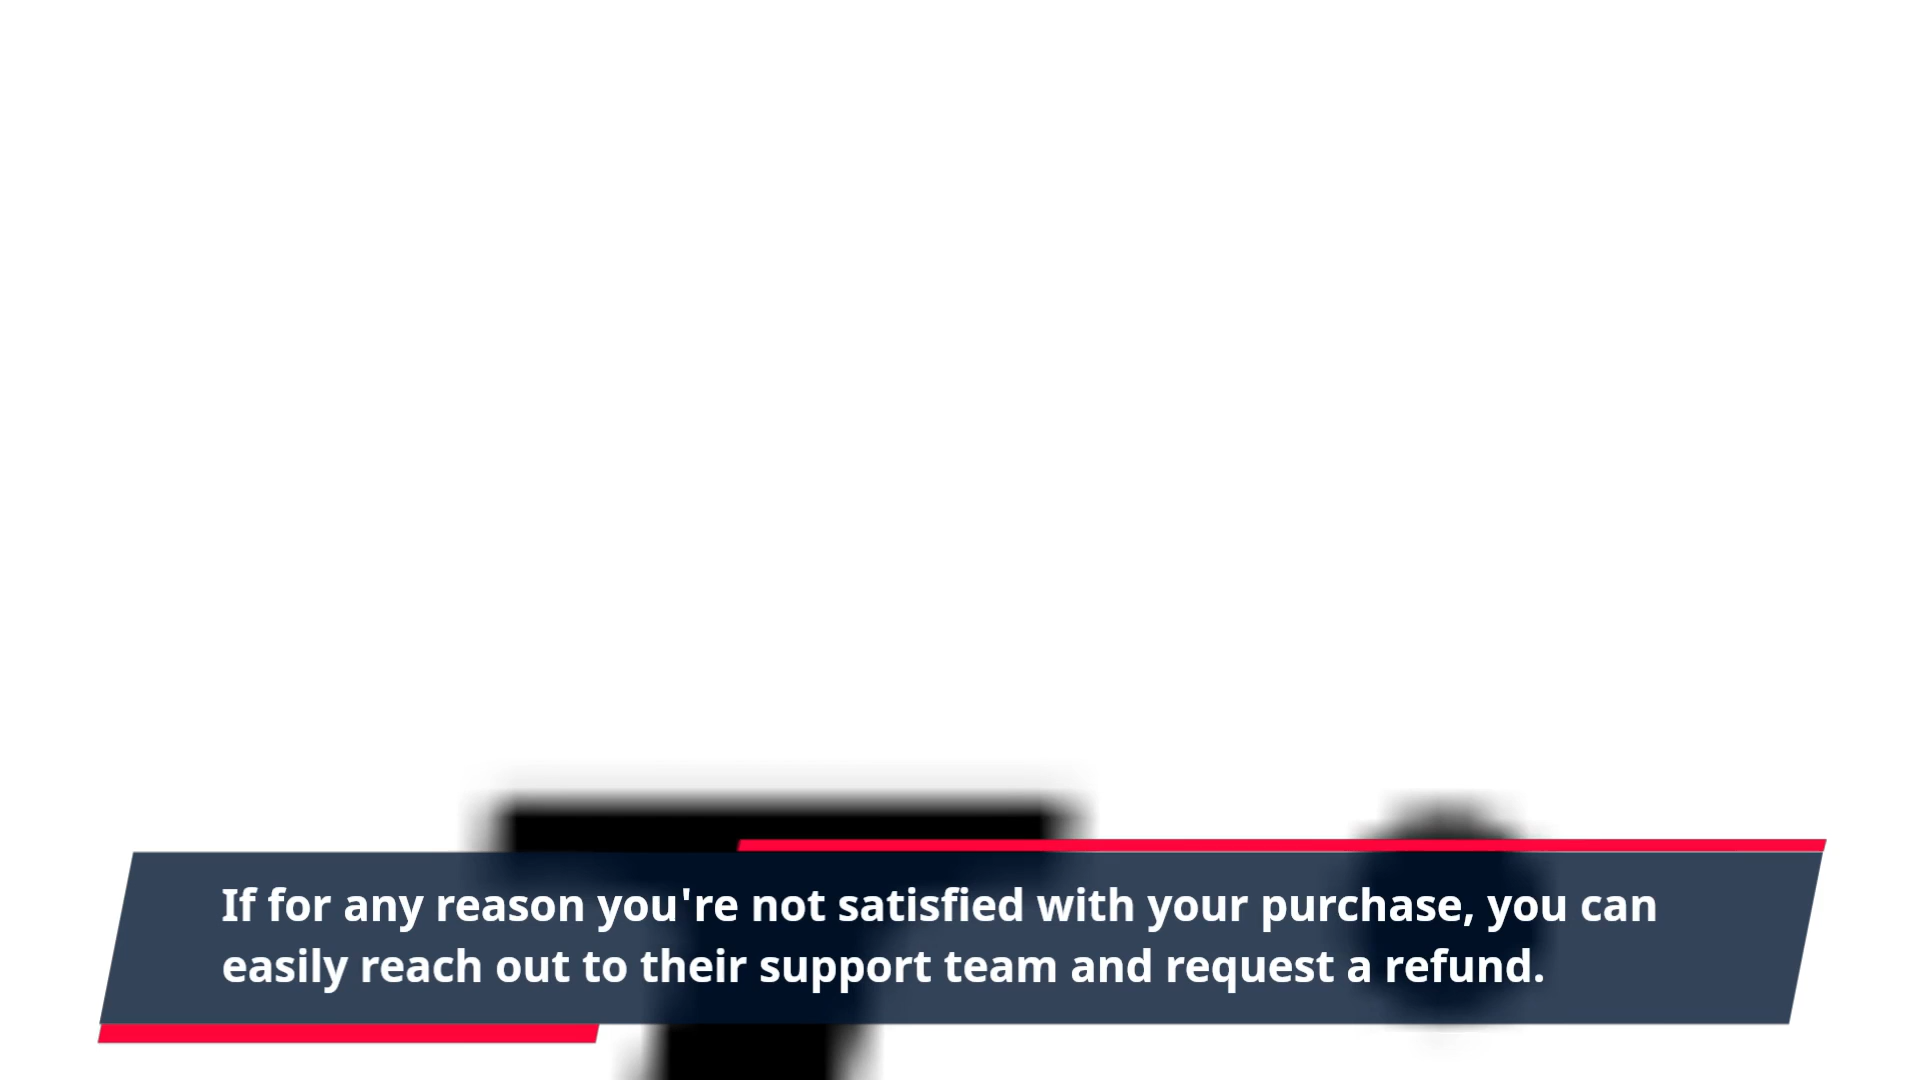 If for any reason you're not satisfied with your purchase, you can
easily reach out to their support team and request a refund.